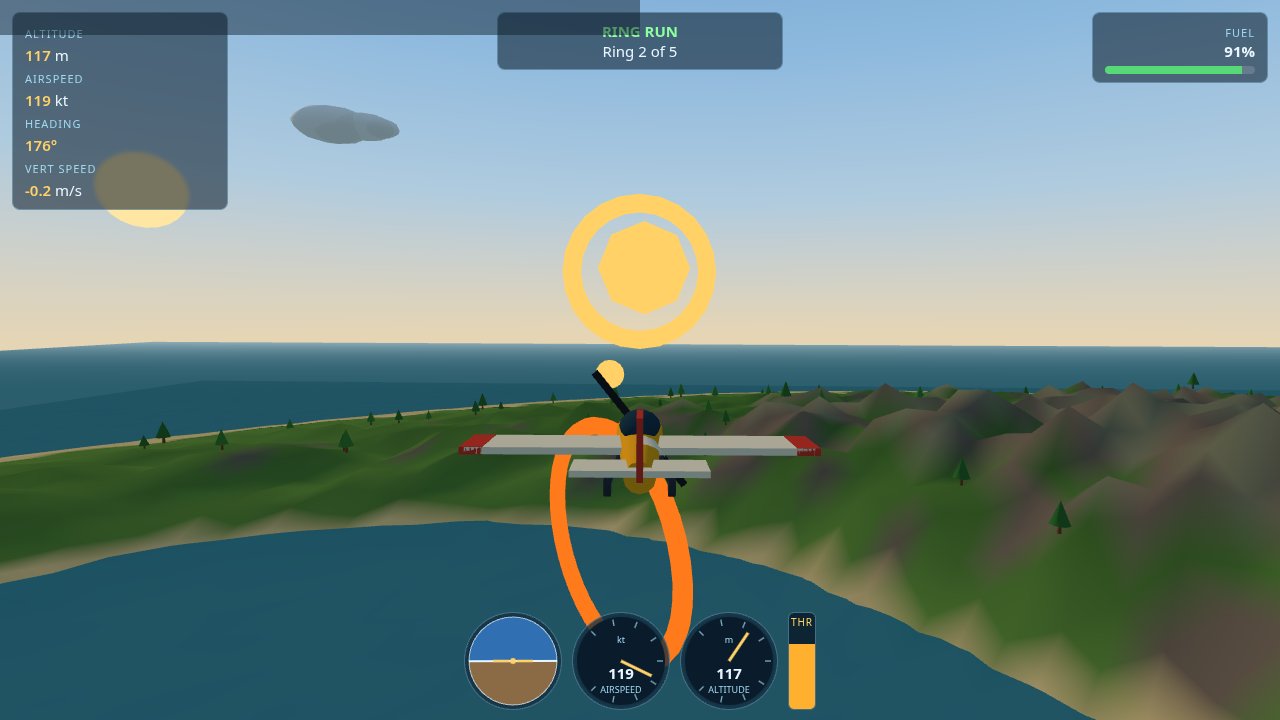 ALTITUDE
117 m
AIRSPEED
119 kt
HEADING
176°
VERT SPEED
-0.2 m/s
RING RUN
Ring 2 of 5
FUEL
91%
kt
119
AIRSPEED
m
117
ALTITUDE
THR